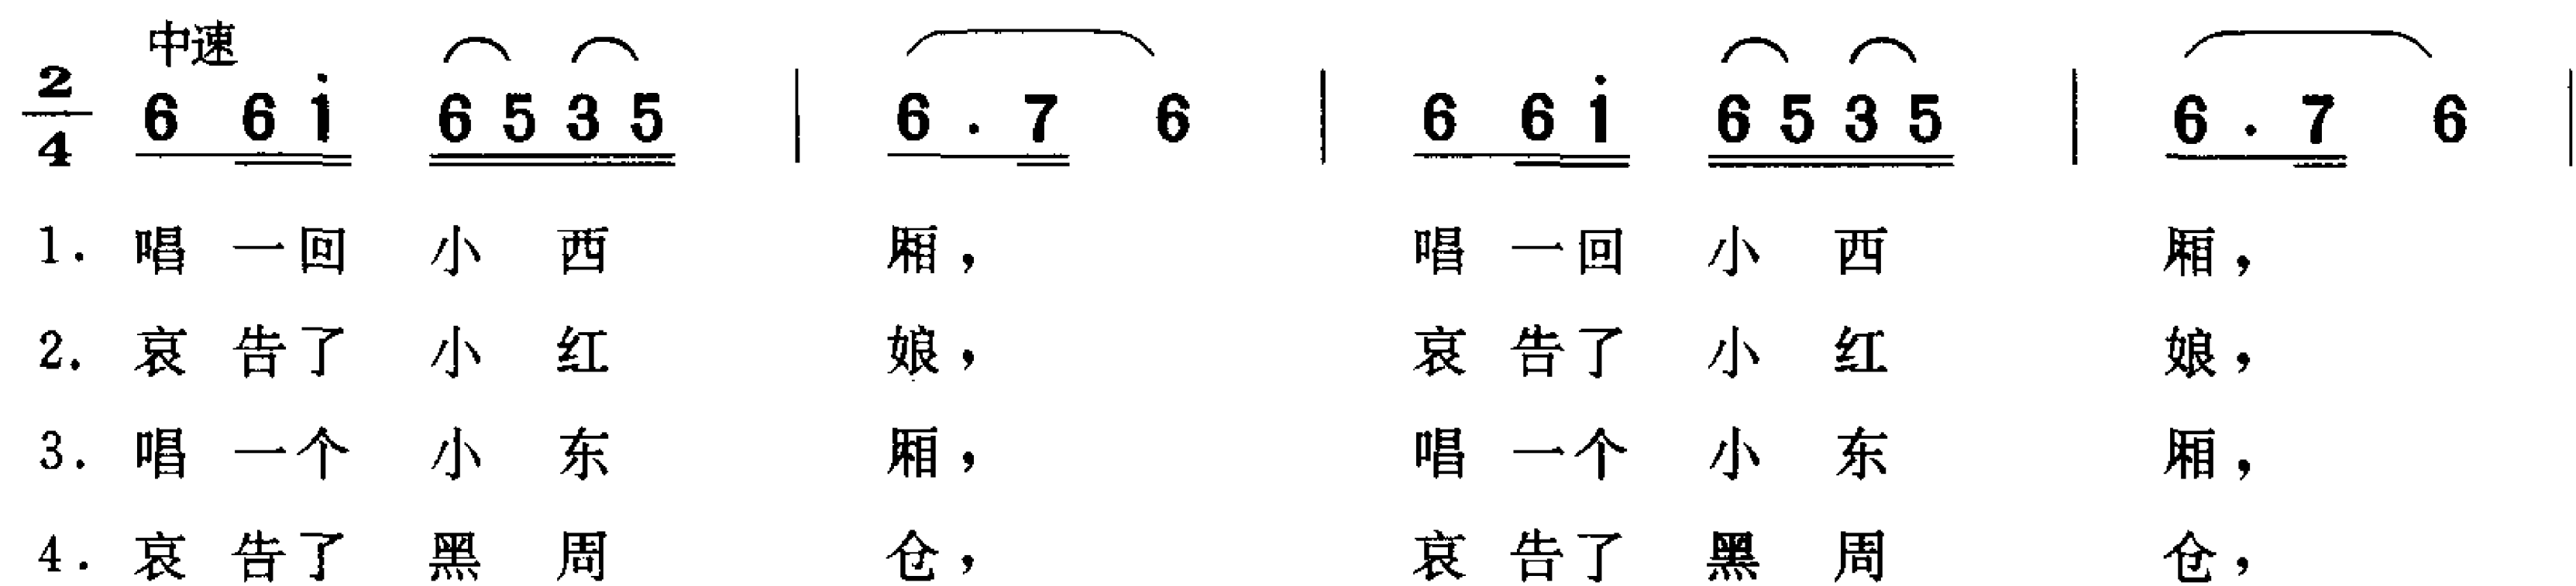 中速
2/4 6 6 i̇ 6 5 3 5 | 6 . 7 6 | 6 6 i̇ 6 5 3 5 | 6 . 7 6 |
1. 唱 一 回 小 西 厢， 唱 一 回 小 西 厢，
2. 哀 告 了 小 红 娘， 哀 告 了 小 红 娘，
3. 唱 一 个 小 东 厢， 唱 一 个 小 东 厢，
4. 哀 告 了 黑 周 仓， 哀 告 了 黑 周 仓，